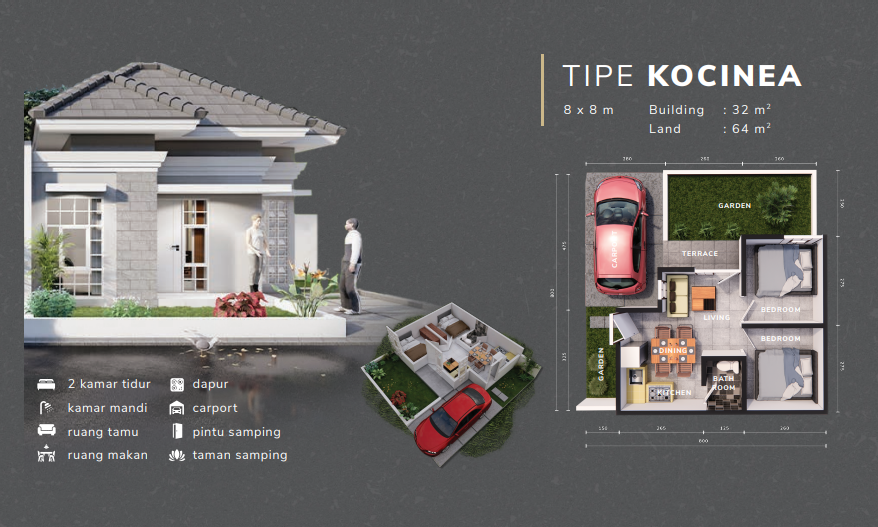 TIPE KOCINEA
8 x 8 m
Building : 32 m²
Land : 64 m²
GARDEN
CARPORT
TERRACE
LIVING
BEDROOM
BEDROOM
GARDEN
DINING
BATH
ROOM
KITCHEN
800
2 kamar tidur
kamar mandi
ruang tamu
ruang makan
dapur
carport
pintu samping
taman samping